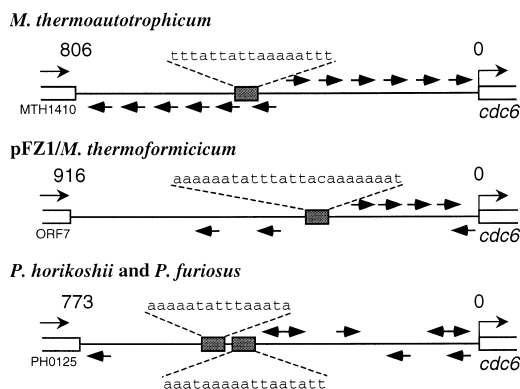 M. thermoautotrophicum
806
tttattattaaaaattt
0
MTH1410
cdc6
pFZ1/M. thermoformicicum
916
aaaaaatatttattacaaaaaaat
0
ORF7
cdc6
P. horikoshii and P. furiosus
773
aaaaatatttaaata
0
PH0125
cdc6
aaataaaaattaatatt